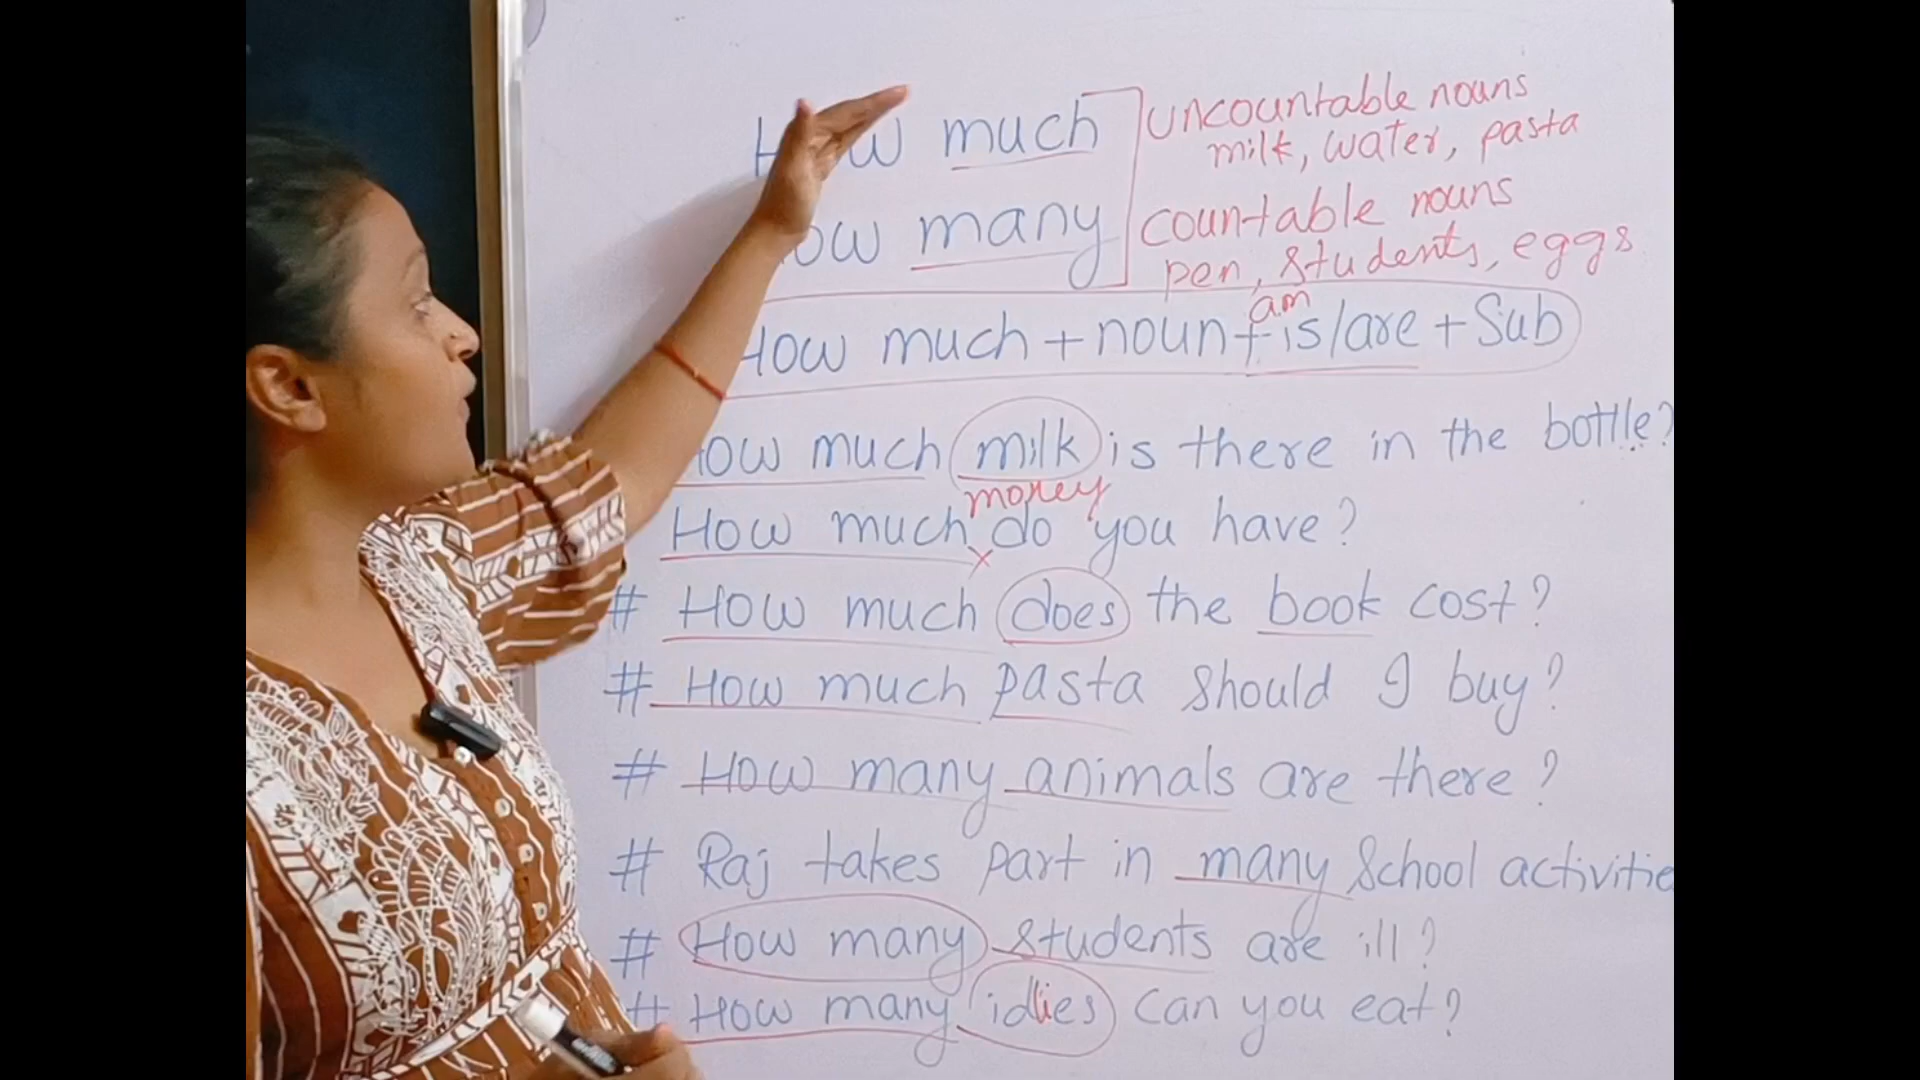 How much uncountable nouns
milk, water, pasta
How many countable nouns
pen, students, eggs
am
How much + noun + is/are + Sub
How much milk is there in the bottle?
money
How much do you have?
x
# How much does the book cost?
# How much pasta should I buy?
# How many animals are there?
# Raj takes part in many School activitie
# How many students are ill?
# How many idlies can you eat?